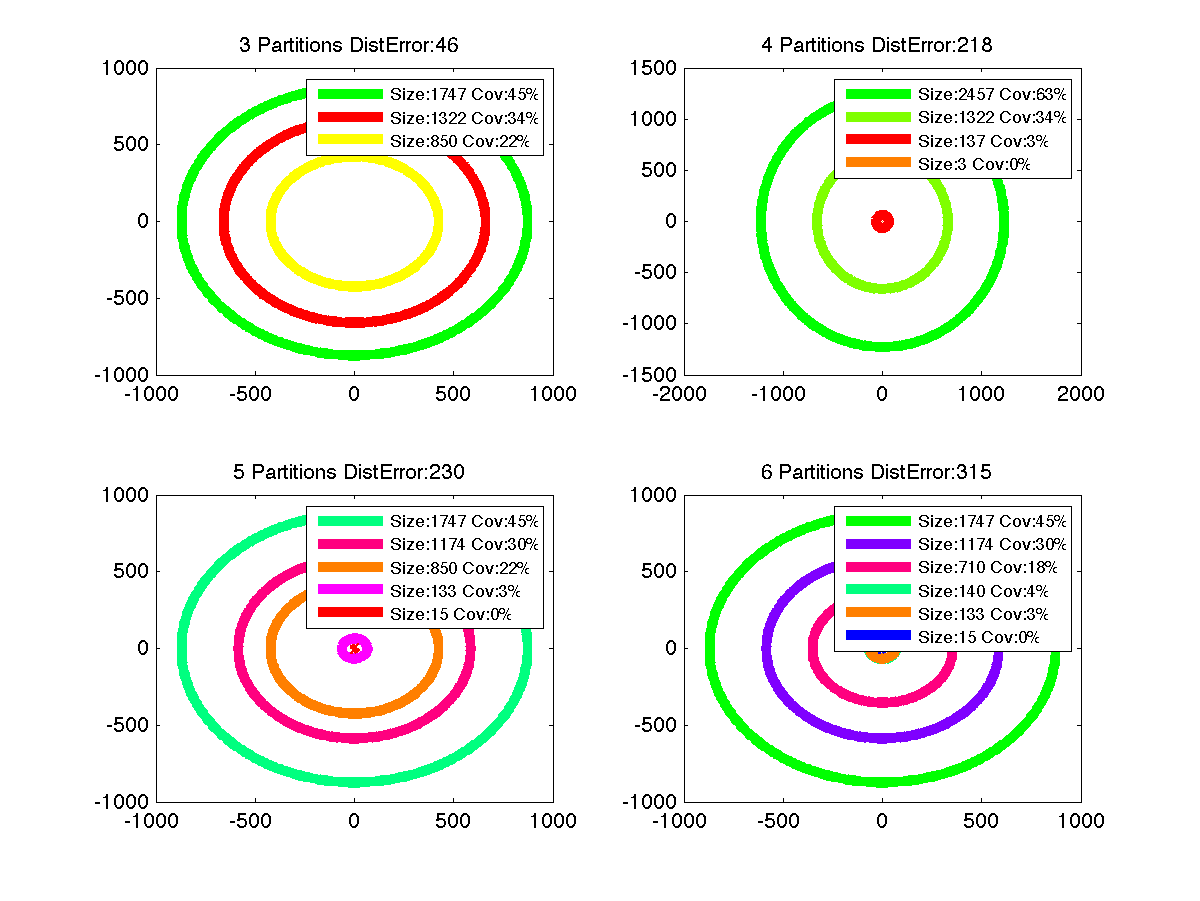 3 Partitions DistError:46
1000
500
0
-500
-1000
-1000 -500 0 500 1000
Size:1747 Cov:45%
Size:1322 Cov:34%
Size:850 Cov:22%
4 Partitions DistError:218
1500
1000
500
0
-500
-1000
-1500
-2000 -1000 0 1000 2000
Size:2457 Cov:63%
Size:1322 Cov:34%
Size:137 Cov:3%
Size:3 Cov:0%
5 Partitions DistError:230
1000
500
0
-500
-1000
-1000 -500 0 500 1000
Size:1747 Cov:45%
Size:1174 Cov:30%
Size:850 Cov:22%
Size:133 Cov:3%
Size:15 Cov:0%
6 Partitions DistError:315
1000
500
0
-500
-1000
-1000 -500 0 500 1000
Size:1747 Cov:45%
Size:1174 Cov:30%
Size:710 Cov:18%
Size:140 Cov:4%
Size:133 Cov:3%
Size:15 Cov:0%